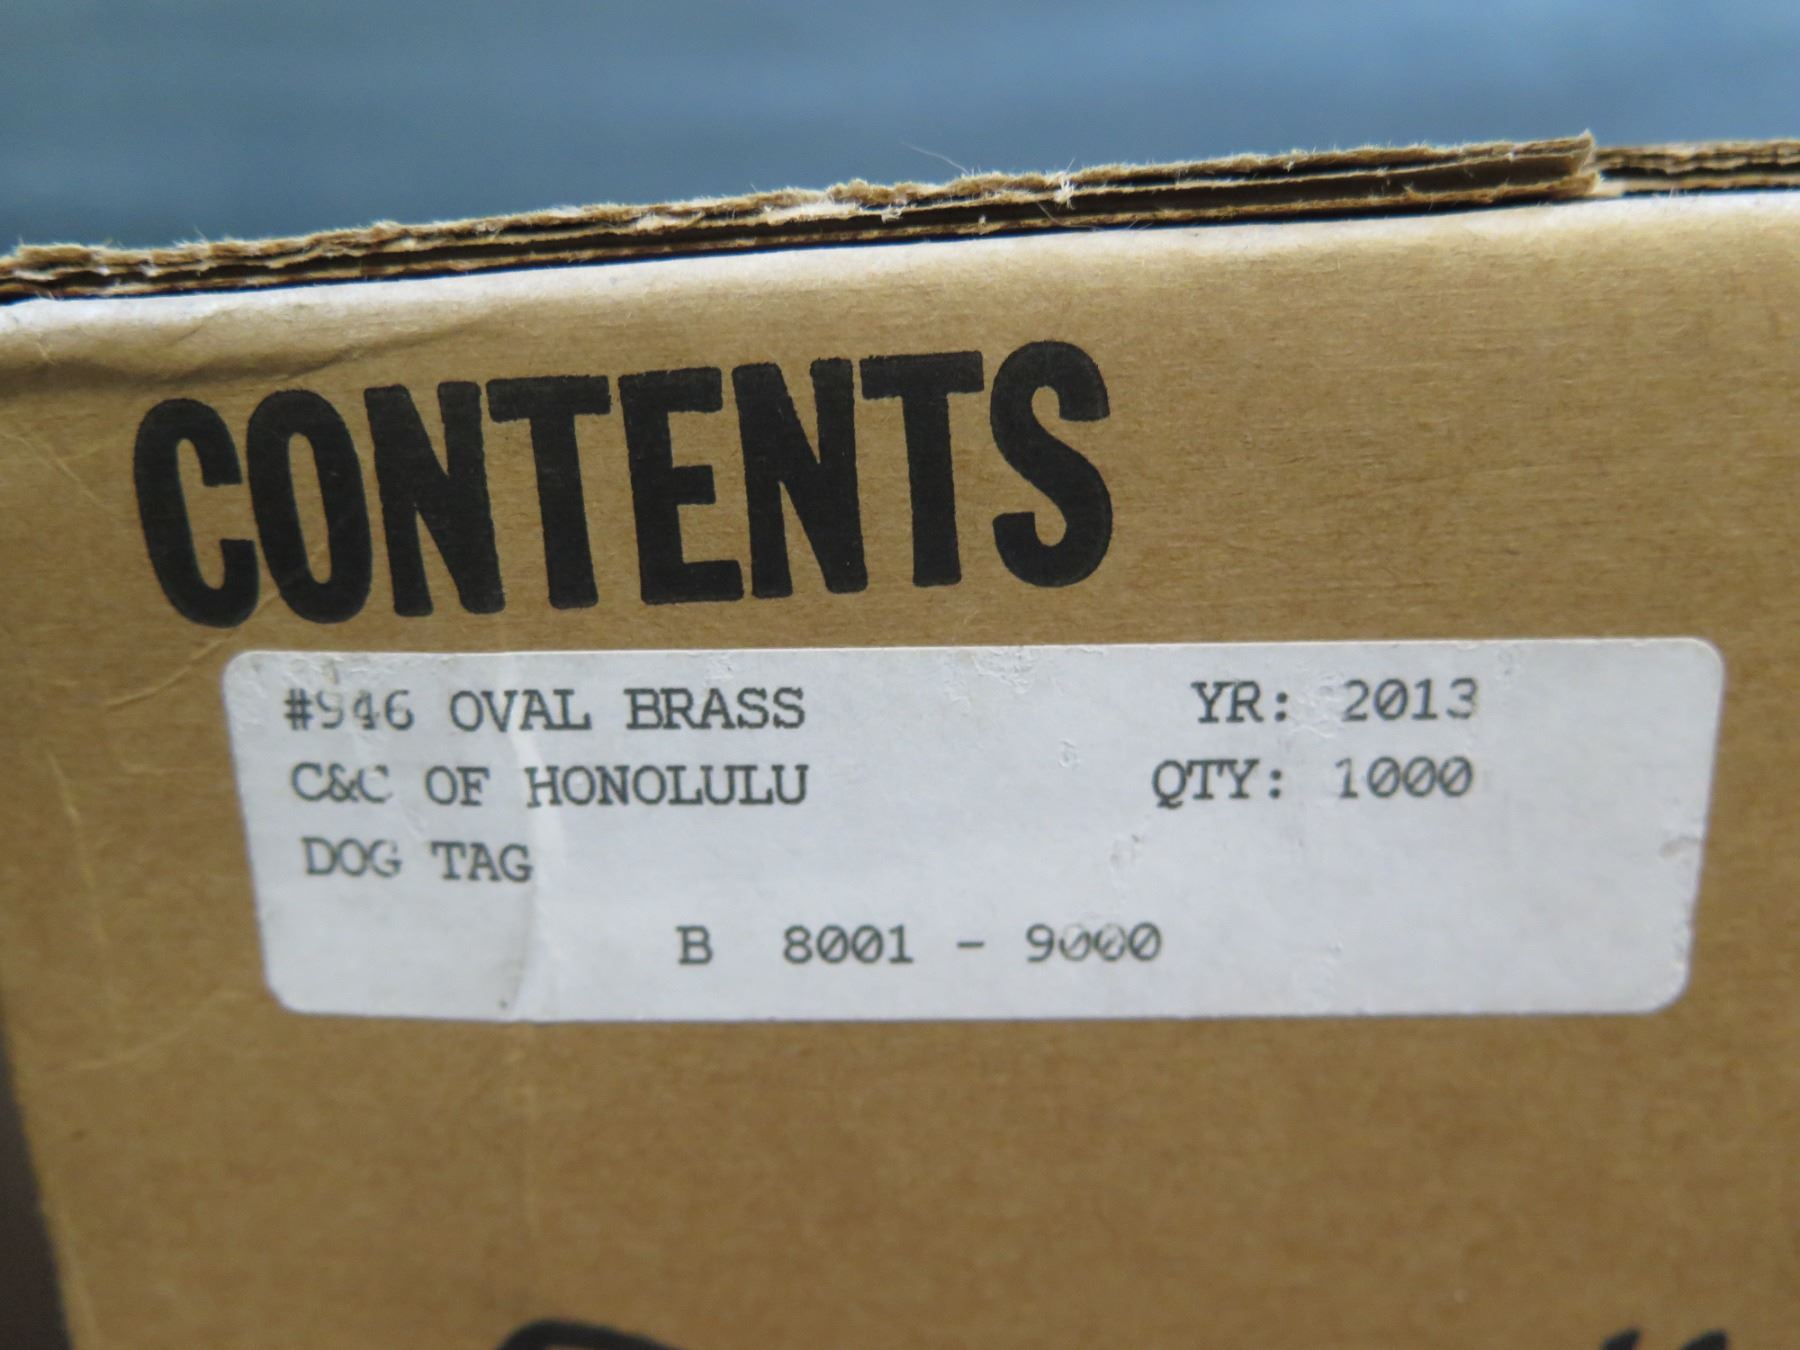 CONTENTS
#946 OVAL BRASS YR: 2013
C&C OF HONOLULU QTY: 1000
DOG TAG
B 8001 - 9000